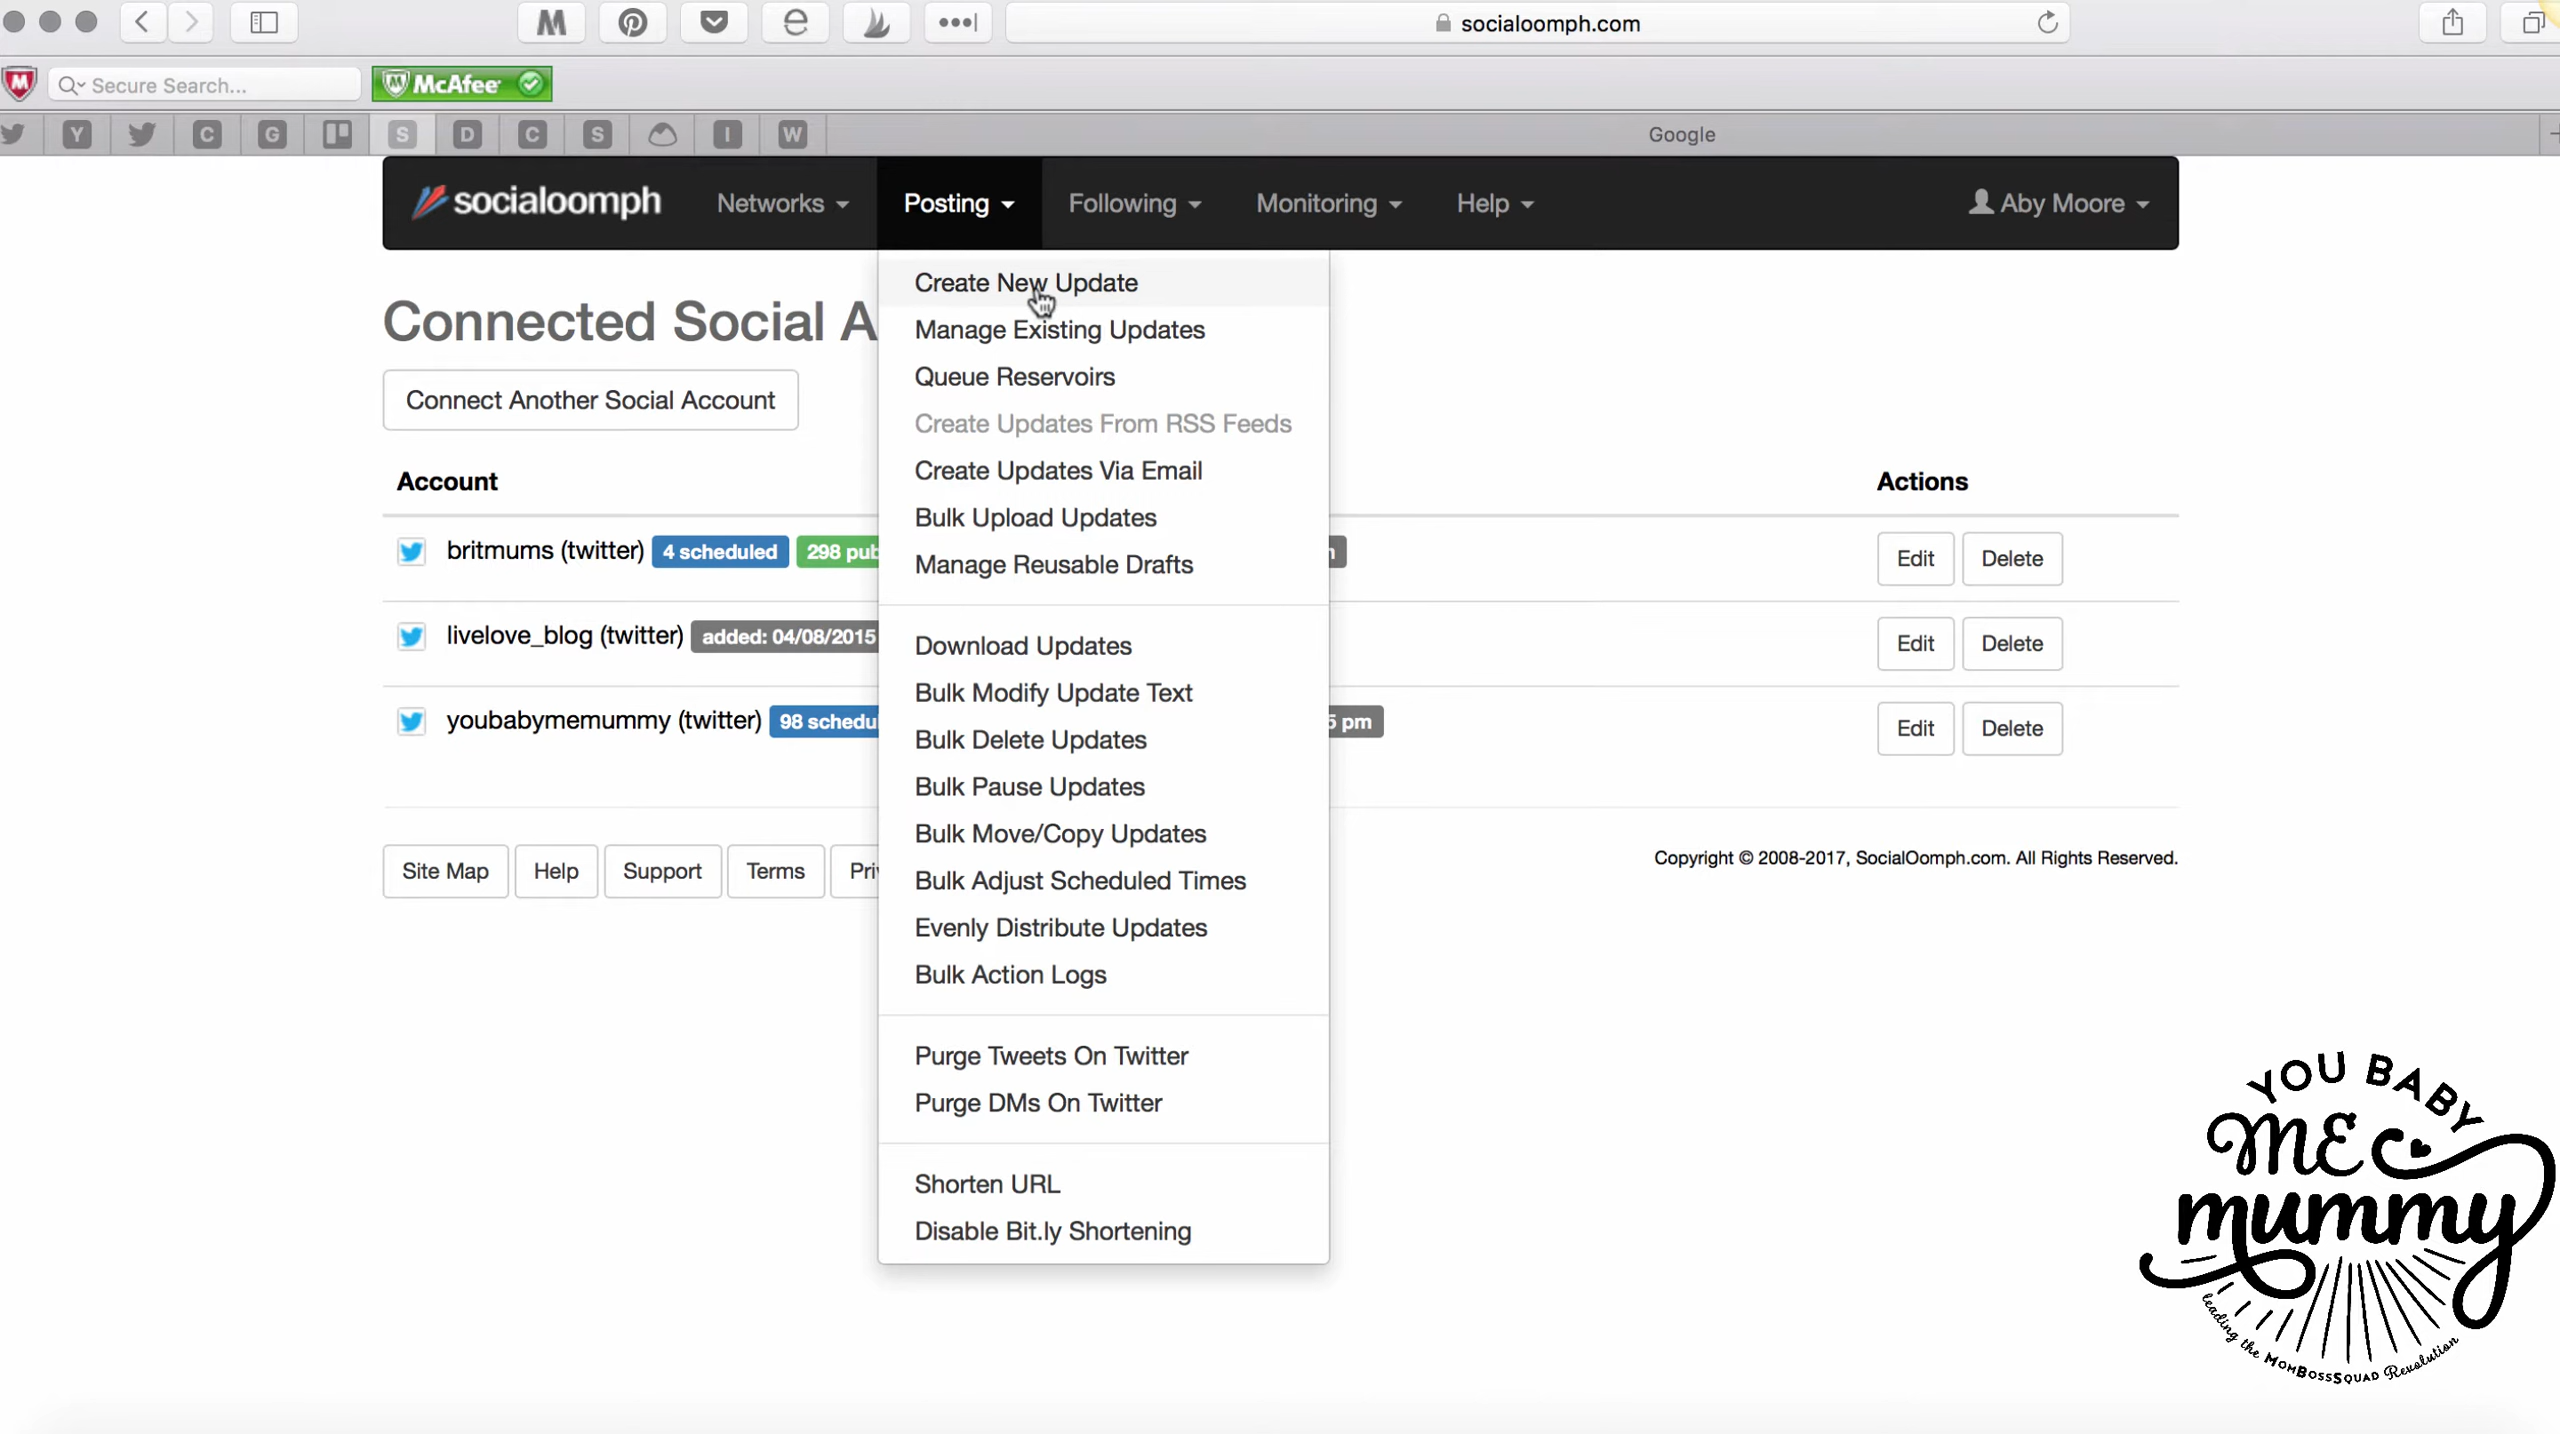 socialoomph.com
Secure Search...
McAfee
Y C G S D C S I W Google
socialoomph Networks Posting Following Monitoring Help Aby Moore
Connected Social A
Connect Another Social Account
Account Actions
britmums (twitter) 4 scheduled 298 pub Edit Delete
livelove_blog (twitter) added: 04/08/2015 Edit Delete
youbabymemummy (twitter) 98 schedu 5 pm Edit Delete
Create New Update
Manage Existing Updates
Queue Reservoirs
Create Updates From RSS Feeds
Create Updates Via Email
Bulk Upload Updates
Manage Reusable Drafts
Download Updates
Bulk Modify Update Text
Bulk Delete Updates
Bulk Pause Updates
Bulk Move/Copy Updates
Bulk Adjust Scheduled Times
Evenly Distribute Updates
Bulk Action Logs
Purge Tweets On Twitter
Purge DMs On Twitter
Shorten URL
Disable Bit.ly Shortening
Site Map Help Support Terms Pri
Copyright © 2008-2017, SocialOomph.com. All Rights Reserved.
YOU BABY
ME
mummy
leading the MOMBOSSSQUAD Revolution